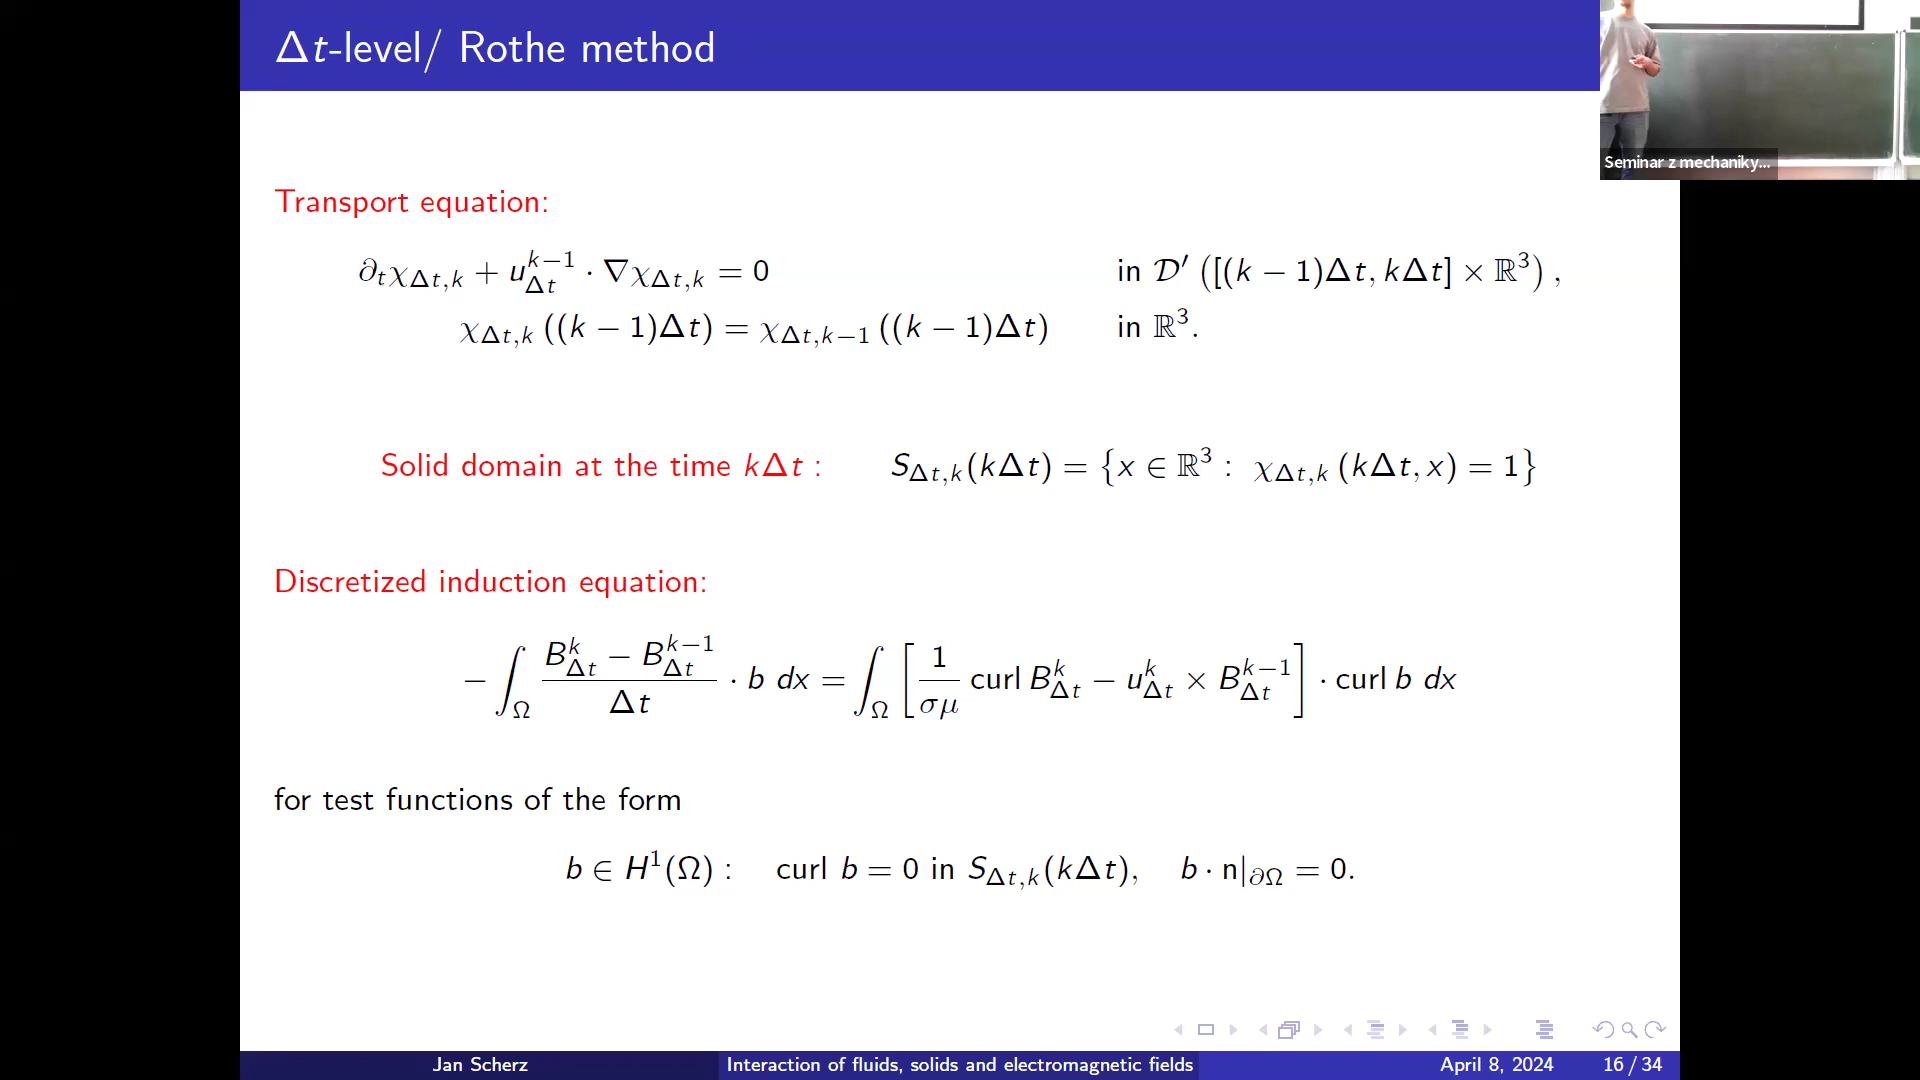 Δt-level/ Rothe method
Seminar z mechaniky...
Transport equation:
∂ₜχ_{Δt,k} + u_{Δt}^{k−1} · ∇χ_{Δt,k} = 0 in 𝒟′ ([(k − 1)Δt, kΔt] × ℝ³) ,
χ_{Δt,k} ((k − 1)Δt) = χ_{Δt,k−1} ((k − 1)Δt) in ℝ³.
Solid domain at the time kΔt : S_{Δt,k}(kΔt) = {x ∈ ℝ³ : χ_{Δt,k} (kΔt, x) = 1}
Discretized induction equation:
− ∫_Ω \frac{B_{Δt}^{k} − B_{Δt}^{k−1}}{Δt} · b dx = ∫_Ω [ \frac{1}{σμ} curl B_{Δt}^{k} − u_{Δt}^{k} × B_{Δt}^{k−1} ] · curl b dx
for test functions of the form
b ∈ H¹(Ω) : curl b = 0 in S_{Δt,k}(kΔt), b · n|_{∂Ω} = 0.
Jan Scherz Interaction of fluids, solids and electromagnetic fields April 8, 2024 16 / 34